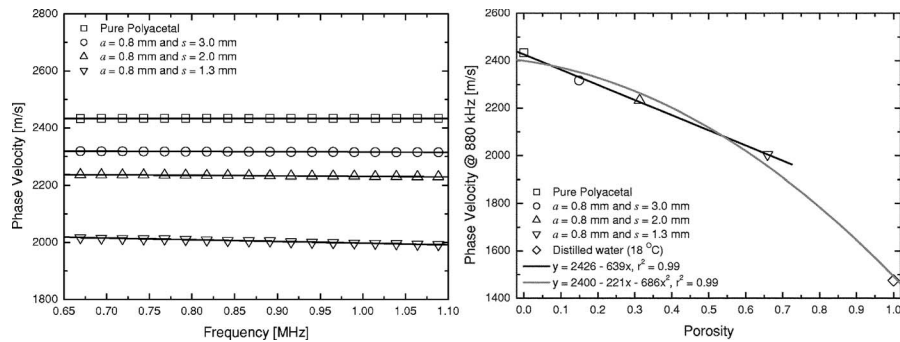 2800
2600
2400
2200
2000
1800
Phase Velocity [m/s]
Pure Polyacetal
a = 0.8 mm and s = 3.0 mm
a = 0.8 mm and s = 2.0 mm
a = 0.8 mm and s = 1.3 mm
0.65 0.70 0.75 0.80 0.85 0.90 0.95 1.00 1.05 1.10
Frequency [MHz]
2600
2400
2200
2000
1800
1600
1400
Phase Velocity @ 880 kHz [m/s]
Pure Polyacetal
a = 0.8 mm and s = 3.0 mm
a = 0.8 mm and s = 2.0 mm
a = 0.8 mm and s = 1.3 mm
Distilled water (18 °C)
y = 2426 - 639x, r² = 0.99
y = 2400 - 221x - 686x², r² = 0.99
0.0 0.1 0.2 0.3 0.4 0.5 0.6 0.7 0.8 0.9 1.0
Porosity